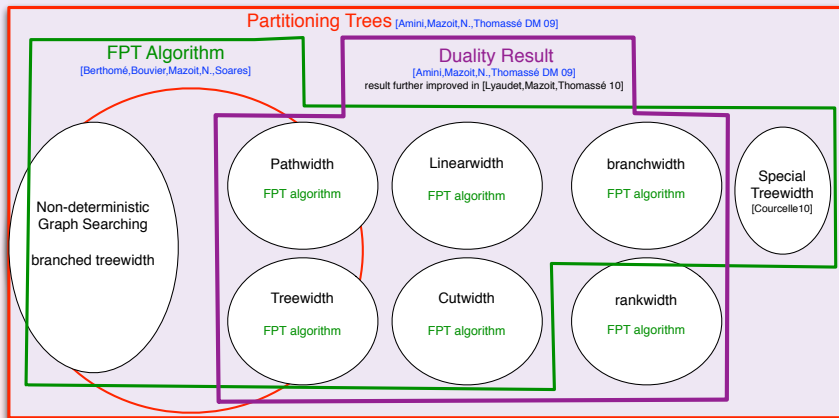 Partitioning Trees [Amini,Mazoit,N.,Thomassé DM 09]
FPT Algorithm
[Berthomé,Bouvier,Mazoit,N.,Soares]
Duality Result
[Amini,Mazoit,N.,Thomassé DM 09]
result further improved in [Lyaudet,Mazoit,Thomassé 10]
Non-deterministic
Graph Searching
branched treewidth
Pathwidth
FPT algorithm
Linearwidth
FPT algorithm
branchwidth
FPT algorithm
Special
Treewidth
[Courcelle10]
Treewidth
FPT algorithm
Cutwidth
FPT algorithm
rankwidth
FPT algorithm